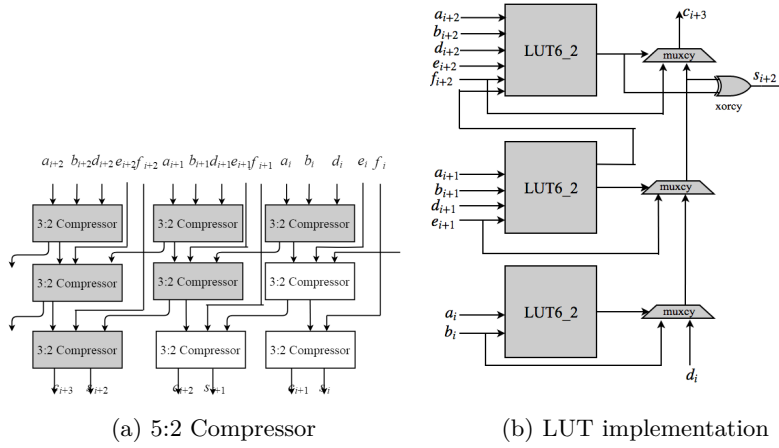 a_{i+2} b_{i+2} d_{i+2} e_{i+2} f_{i+2} a_{i+1} b_{i+1} d_{i+1} e_{i+1} f_{i+1} a_i b_i d_i e_i f_i
3:2 Compressor 3:2 Compressor 3:2 Compressor
3:2 Compressor 3:2 Compressor 3:2 Compressor
3:2 Compressor 3:2 Compressor 3:2 Compressor
c_{i+3} s_{i+2} c_{i+2} s_{i+1} c_{i+1} s_i
(a) 5:2 Compressor
c_{i+3}
a_{i+2}
b_{i+2}
d_{i+2}
e_{i+2}
f_{i+2}
LUT6_2
muxcy
s_{i+2}
xorcy
a_{i+1}
b_{i+1}
d_{i+1}
e_{i+1}
LUT6_2
muxcy
a_i
b_i
LUT6_2
muxcy
d_i
(b) LUT implementation